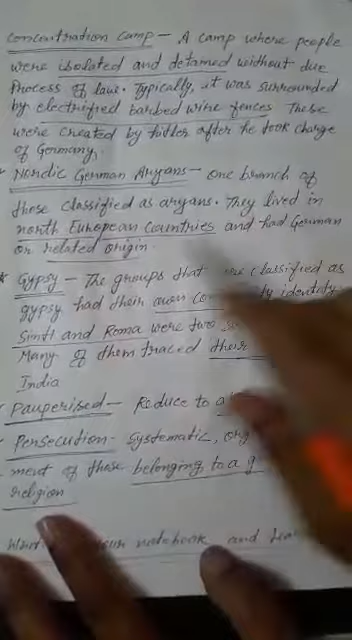 Concentration camp - A camp where people
were isolated and detained without due
Process of law. Typically, it was surrounded
by electrified barbed wire fences These
were created by hitler after he took charge
of Germany.
Nordic German Aryans - one branch of
those classified as aryans. They lived in
north European countries and had German
or related origin.
Gypsy - The groups that classified as
gypsy had their own identity
Sinti and Roma were two
Many of them traced their
India
Pauperised - Reduce to
Persecution - Systematic,
ment of those belonging to a
religion
notebook and